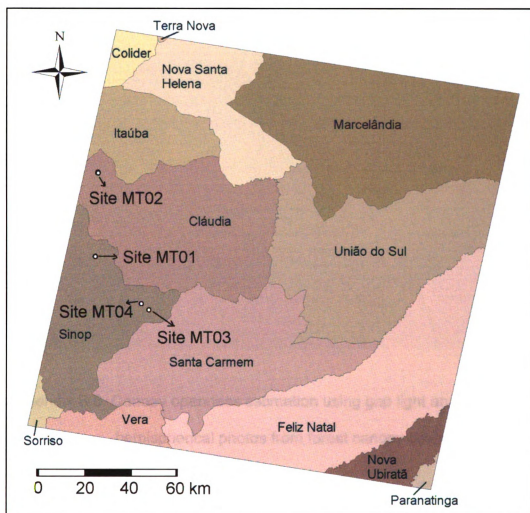 Terra Nova
N
Colider
Nova Santa
Helena
Marcelândia
Itaúba
Site MT02
Cláudia
União do Sul
Site MT01
Site MT04
Sinop
Site MT03
Santa Carmem
Vera
Feliz Natal
Sorriso
Nova
Ubiratã
Paranatinga
0 20 40 60 km